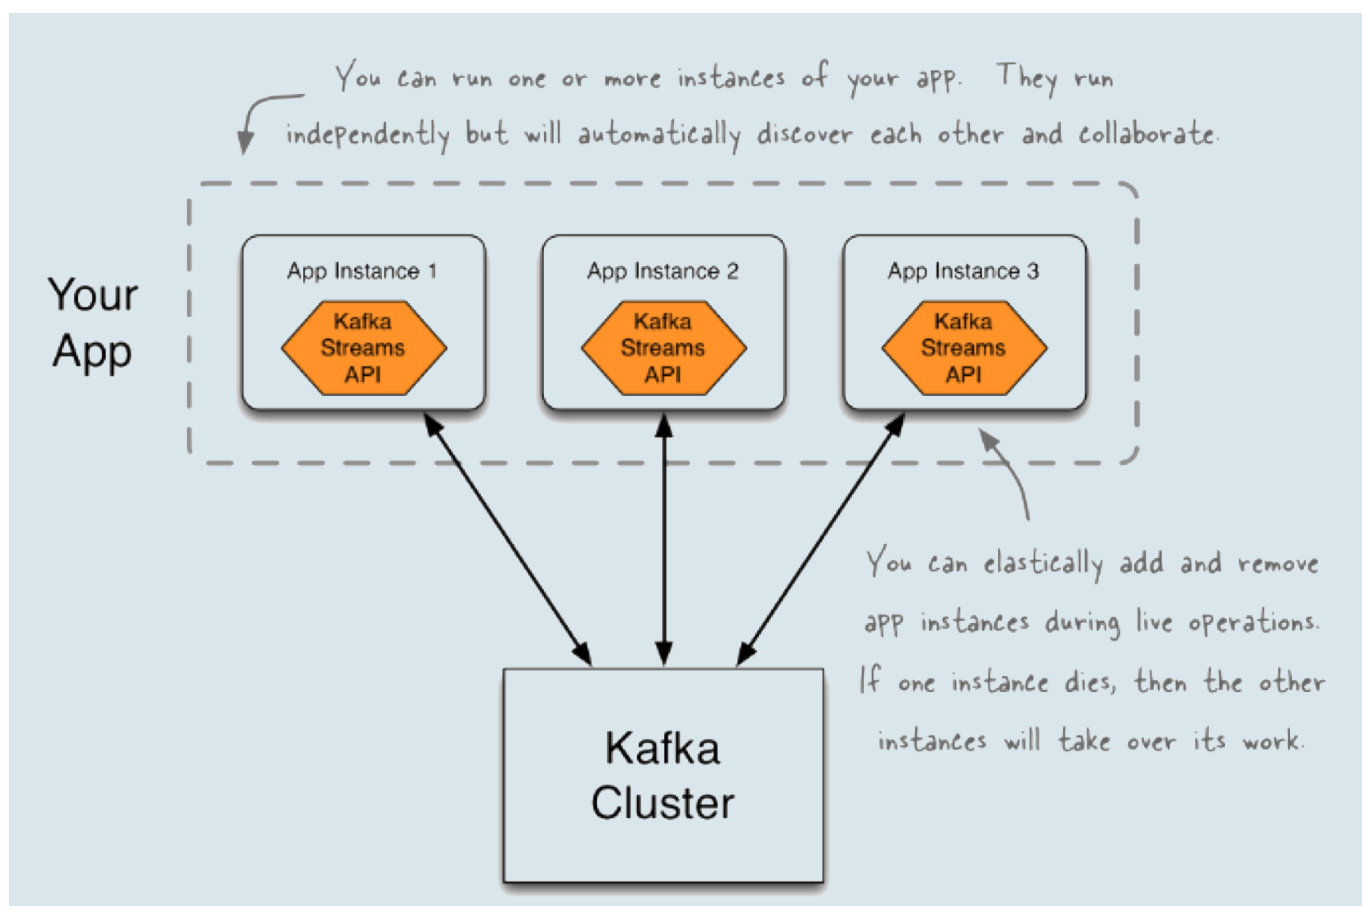 You can run one or more instances of your app. They run
independently but will automatically discover each other and collaborate.
Your
App
App Instance 1
Kafka
Streams
API
App Instance 2
Kafka
Streams
API
App Instance 3
Kafka
Streams
API
You can elastically add and remove
app instances during live operations.
If one instance dies, then the other
instances will take over its work.
Kafka
Cluster